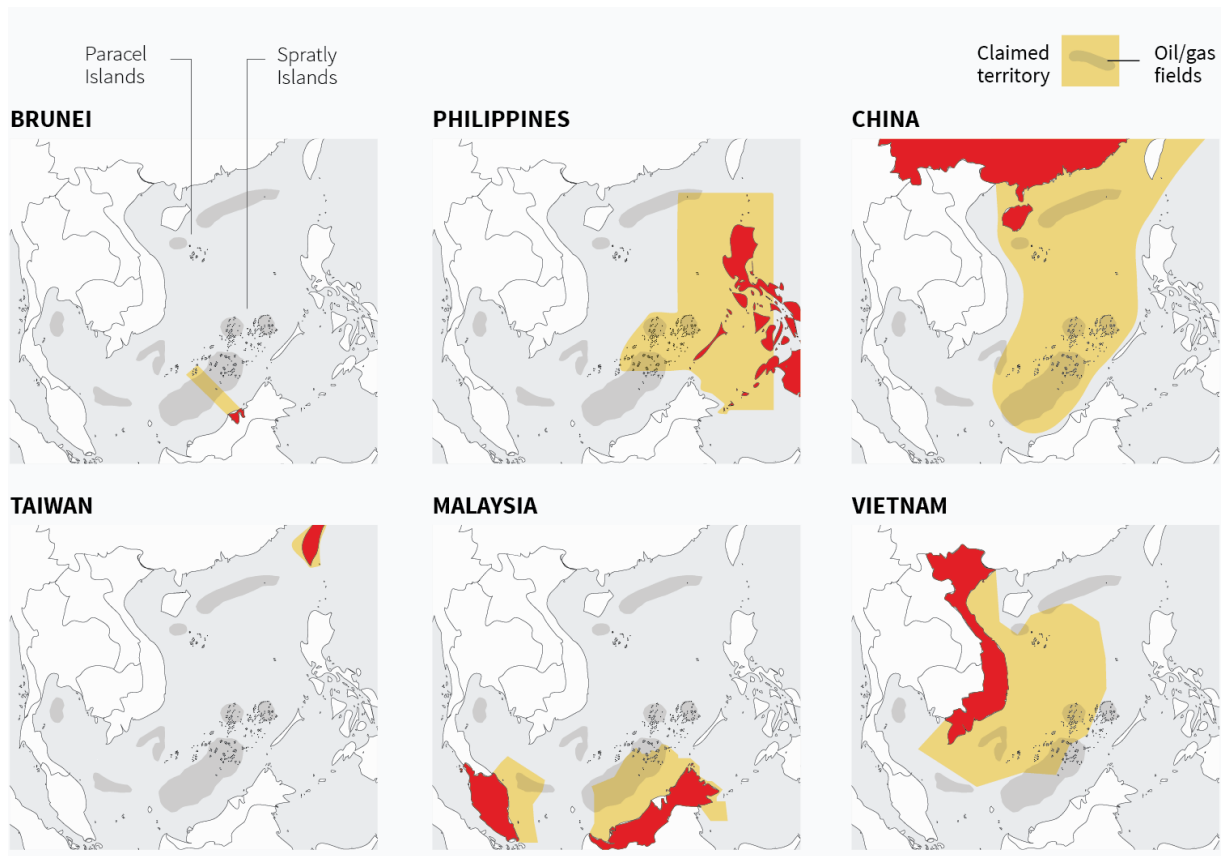 Paracel
Islands
Spratly
Islands
Claimed
territory
Oil/gas
fields
BRUNEI
PHILIPPINES
CHINA
TAIWAN
MALAYSIA
VIETNAM